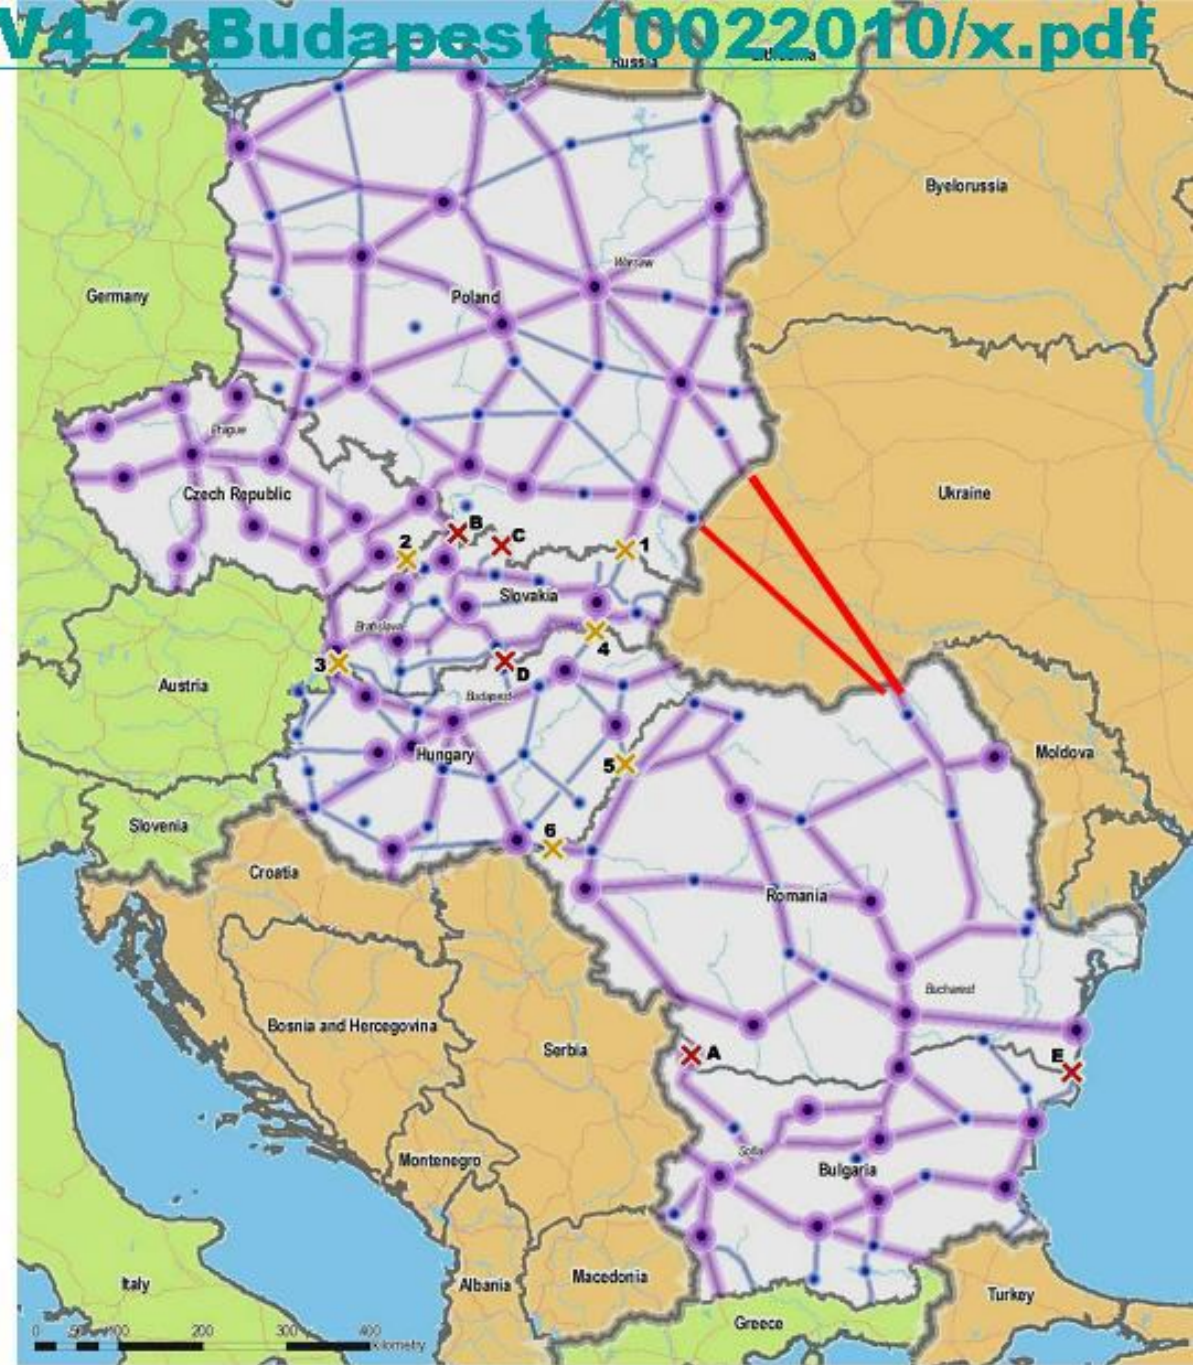 V4_2_Budapest_10022010/x.pdf
Russia
Lithuania
Byelorussia
Warsaw
Germany
Poland
Prague
Czech Republic
Ukraine
B
C
2
1
Slovakia
Bratislava
4
3
D
Austria
Budapest
Moldova
Hungary
5
Slovenia
6
Croatia
Romania
Bucharest
Bosnia and Hercegovina
Serbia
A
E
Sofia
Montenegro
Bulgaria
Italy
Albania
Macedonia
Turkey
Greece
0 50 100 200 300 400
kilometry